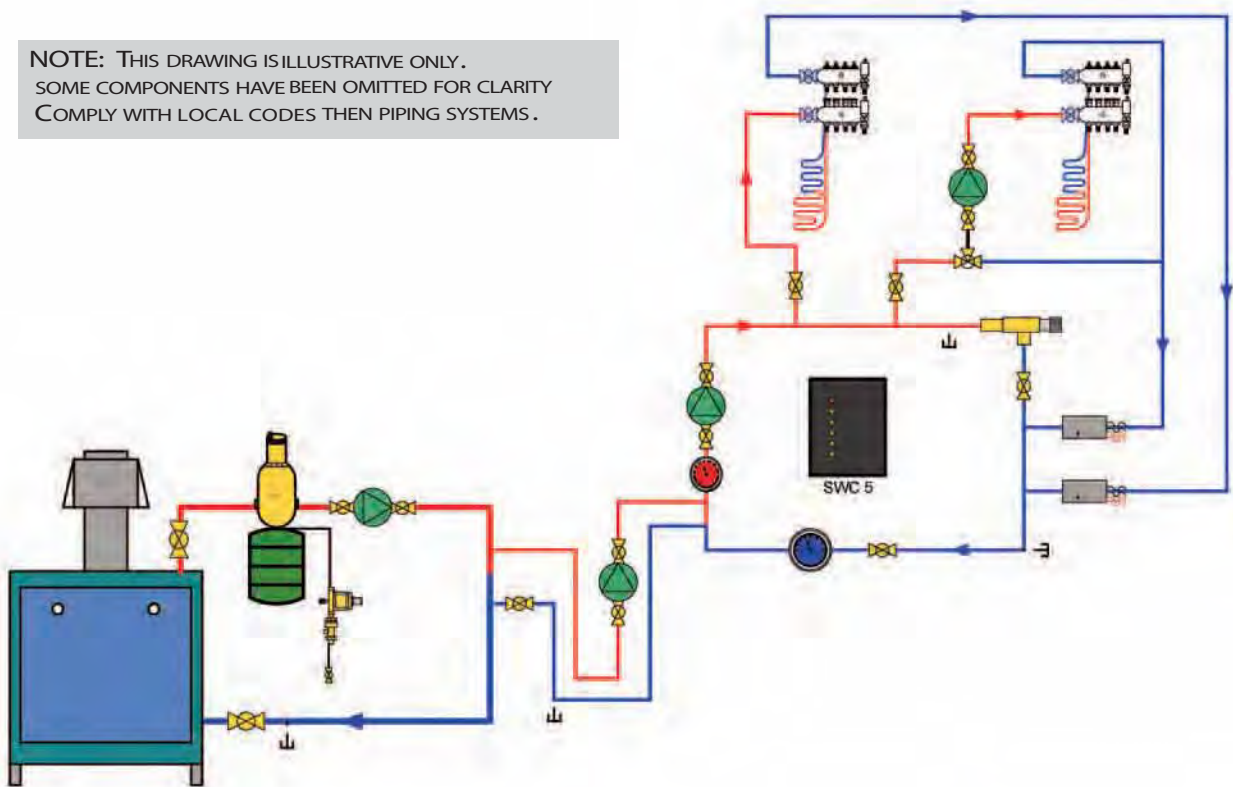 NOTE: THIS DRAWING IS ILLUSTRATIVE ONLY.
SOME COMPONENTS HAVE BEEN OMITTED FOR CLARITY
COMPLY WITH LOCAL CODES THEN PIPING SYSTEMS.
SWC 5